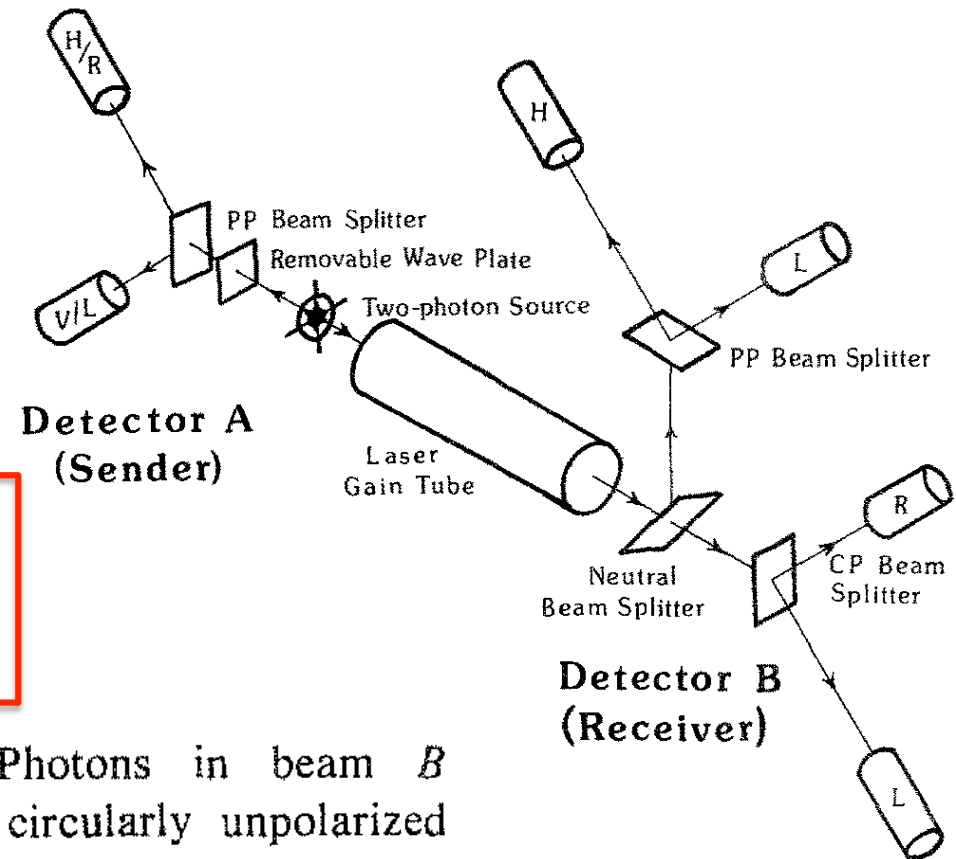 H/R
H
PP Beam Splitter
Removable Wave Plate
L
V/L
Two-photon Source
PP Beam Splitter
Detector A
(Sender)
Laser
Gain Tube
R
Neutral
Beam Splitter
CP Beam
Splitter
Detector B
(Receiver)
Photons in beam B
circularly unpolarized
L